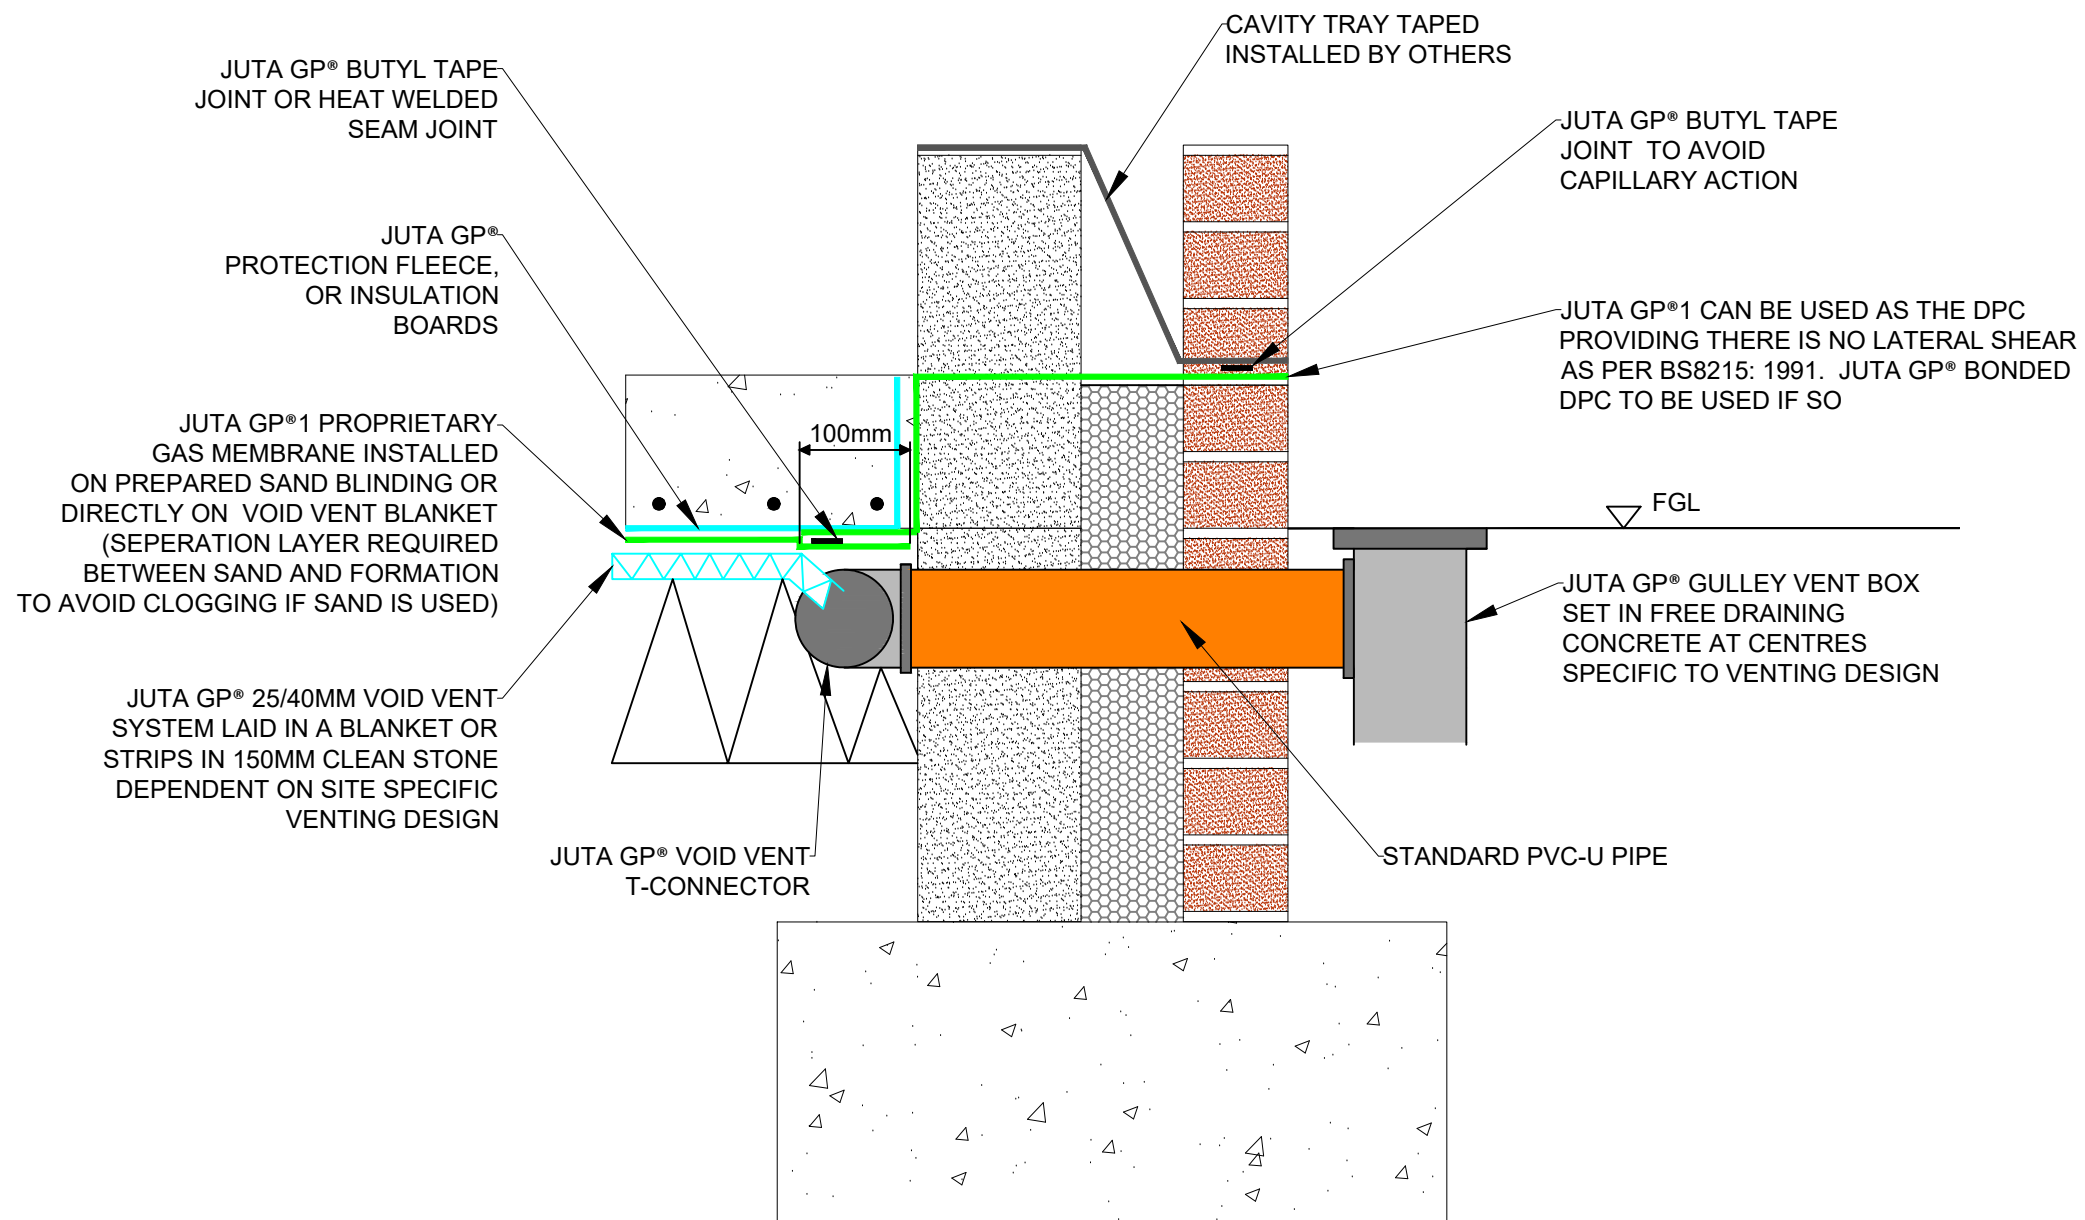 CAVITY TRAY TAPED
INSTALLED BY OTHERS
JUTA GP® BUTYL TAPE
JOINT OR HEAT WELDED
SEAM JOINT
JUTA GP® BUTYL TAPE
JOINT TO AVOID
CAPILLARY ACTION
JUTA GP®
PROTECTION FLEECE,
OR INSULATION
BOARDS
JUTA GP®1 CAN BE USED AS THE DPC
PROVIDING THERE IS NO LATERAL SHEAR
AS PER BS8215: 1991. JUTA GP® BONDED
DPC TO BE USED IF SO
JUTA GP®1 PROPRIETARY
GAS MEMBRANE INSTALLED
ON PREPARED SAND BLINDING OR
DIRECTLY ON VOID VENT BLANKET
(SEPERATION LAYER REQUIRED
BETWEEN SAND AND FORMATION
TO AVOID CLOGGING IF SAND IS USED)
100mm
FGL
JUTA GP® GULLEY VENT BOX
SET IN FREE DRAINING
CONCRETE AT CENTRES
SPECIFIC TO VENTING DESIGN
JUTA GP® 25/40MM VOID VENT
SYSTEM LAID IN A BLANKET OR
STRIPS IN 150MM CLEAN STONE
DEPENDENT ON SITE SPECIFIC
VENTING DESIGN
JUTA GP® VOID VENT
T-CONNECTOR
STANDARD PVC-U PIPE